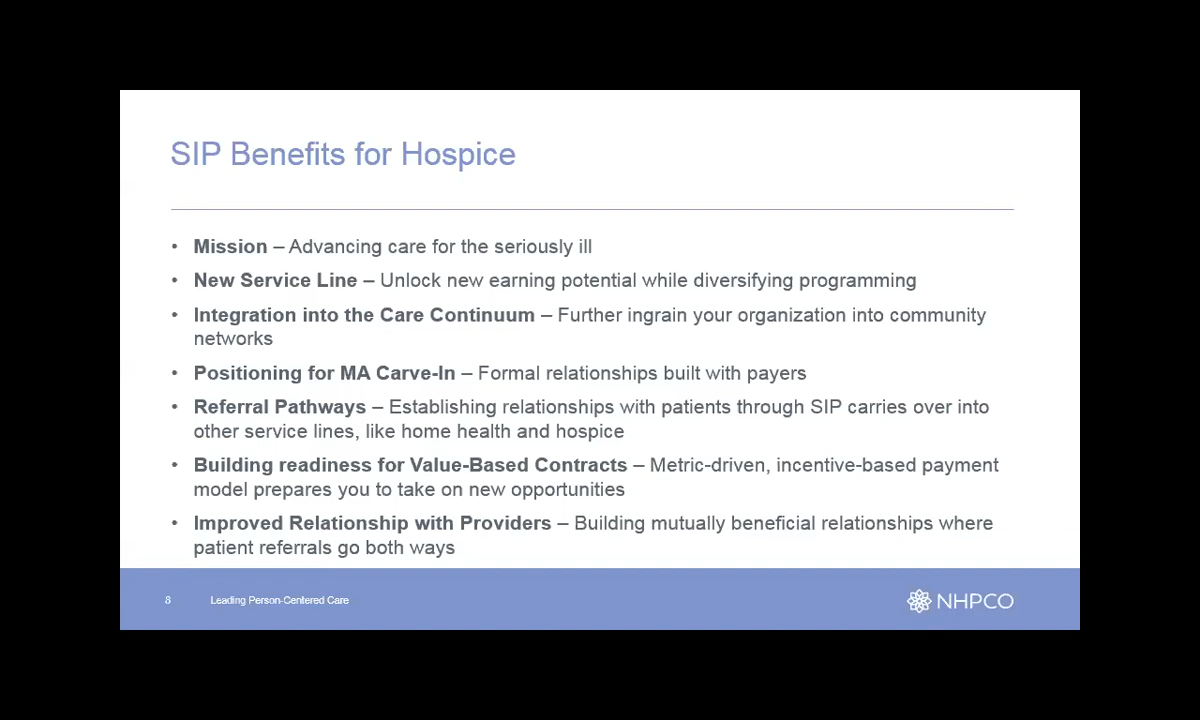 SIP Benefits for Hospice
• Mission – Advancing care for the seriously ill
• New Service Line – Unlock new earning potential while diversifying programming
• Integration into the Care Continuum – Further ingrain your organization into community
networks
• Positioning for MA Carve-In – Formal relationships built with payers
• Referral Pathways – Establishing relationships with patients through SIP carries over into
other service lines, like home health and hospice
• Building readiness for Value-Based Contracts – Metric-driven, incentive-based payment
model prepares you to take on new opportunities
• Improved Relationship with Providers – Building mutually beneficial relationships where
patient referrals go both ways
8 Leading Person-Centered Care NHPCO